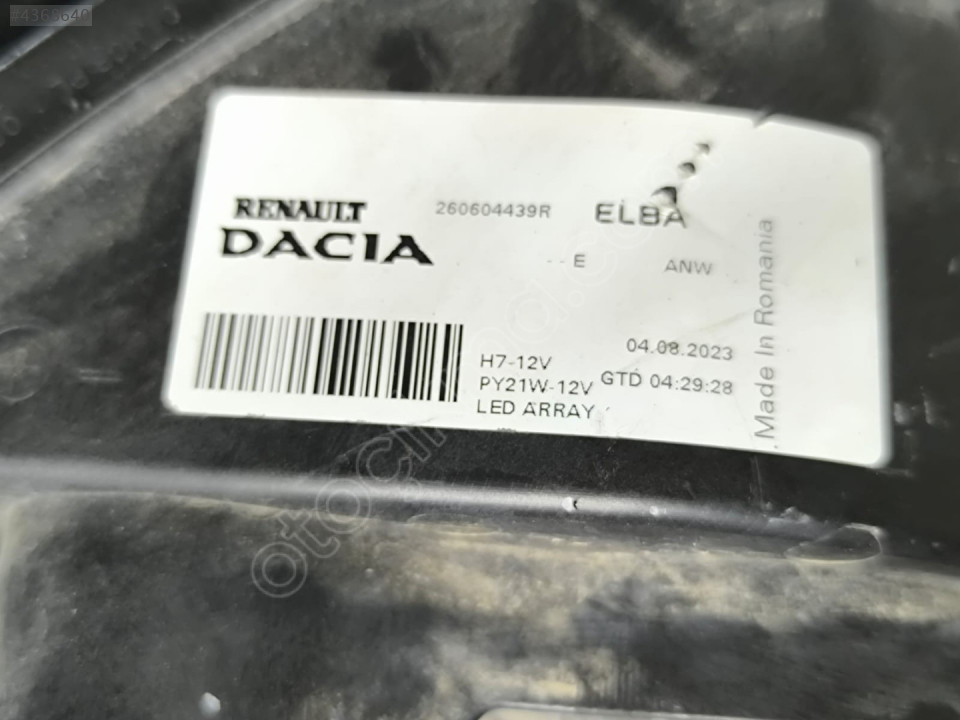 #4368640
RENAULT 260604439R ELBA
DACIA
E ANW
04.08.2023
H7-12V
PY21W-12V GTD 04:29:28
LED ARRAY
Made In Romania